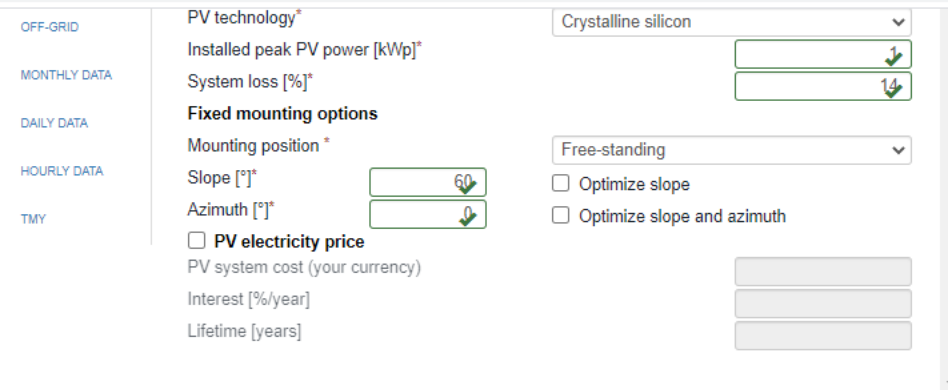 OFF-GRID
MONTHLY DATA
DAILY DATA
HOURLY DATA
TMY
PV technology* Crystalline silicon
Installed peak PV power [kWp]* 1
System loss [%]* 14
Fixed mounting options
Mounting position * Free-standing
Slope [°]* 60 Optimize slope
Azimuth [°]* 0 Optimize slope and azimuth
PV electricity price
PV system cost (your currency)
Interest [%/year]
Lifetime [years]